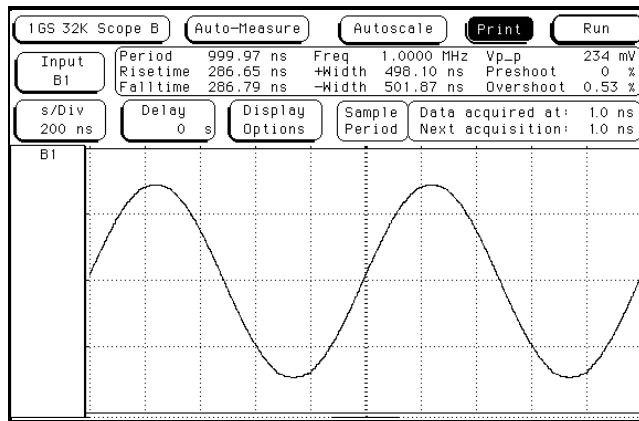 1GS 32K Scope B Auto-Measure Autoscale Print Run
Input
B1
Period 999.97 ns Freq 1.0000 MHz Vp_p 234 mV
Risetime 286.65 ns +Width 498.10 ns Preshoot 0 %
Falltime 286.79 ns -Width 501.87 ns Overshoot 0.53 %
s/Div
200 ns
Delay
0 s
Display
Options
Sample
Period
Data acquired at: 1.0 ns
Next acquisition: 1.0 ns
B1